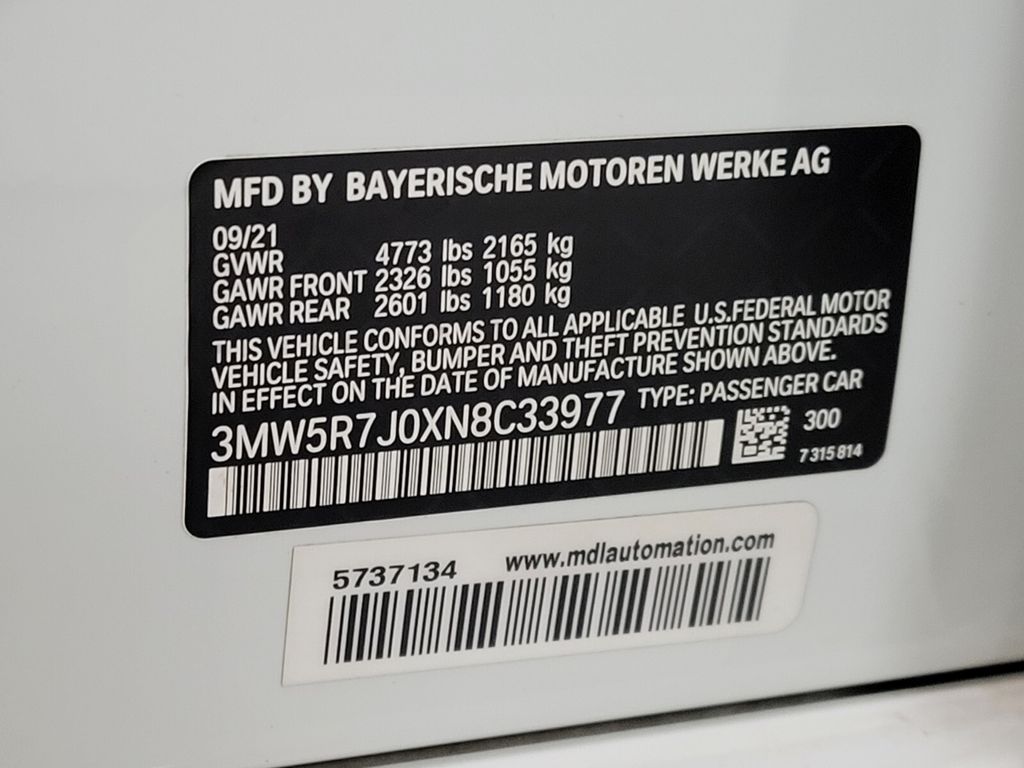 MFD BY BAYERISCHE MOTOREN WERKE AG
09/21
GVWR 4773 lbs 2165 kg
GAWR FRONT 2326 lbs 1055 kg
GAWR REAR 2601 lbs 1180 kg
THIS VEHICLE CONFORMS TO ALL APPLICABLE U.S.FEDERAL MOTOR
VEHICLE SAFETY, BUMPER AND THEFT PREVENTION STANDARDS
IN EFFECT ON THE DATE OF MANUFACTURE SHOWN ABOVE.
3MW5R7J0XN8C33977 TYPE: PASSENGER CAR
300
7315814
5737134 www.mdlautomation.com